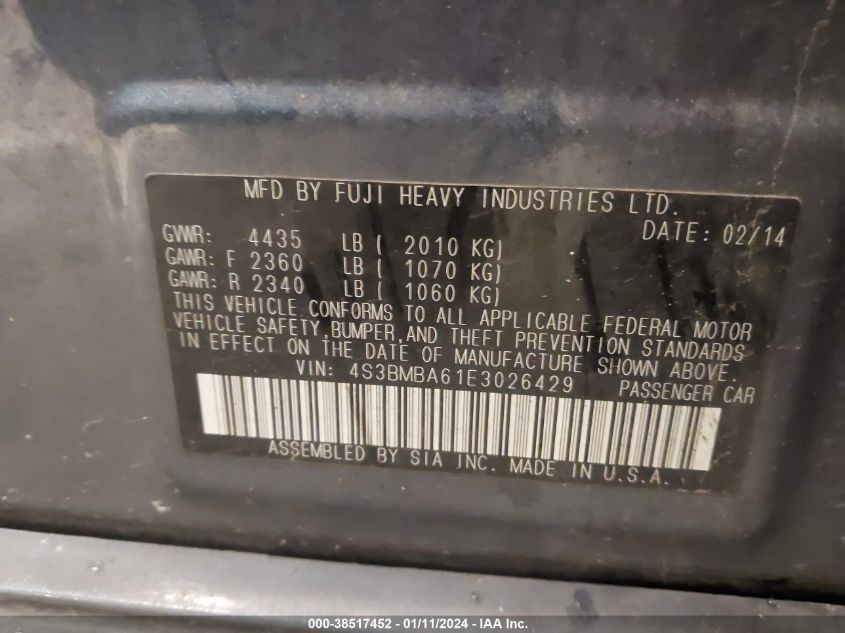 MFD BY FUJI HEAVY INDUSTRIES LTD.
DATE: 02/14
GVWR: 4435 LB ( 2010 KG)
GAWR: F 2360 LB ( 1070 KG)
GAWR: R 2340 LB ( 1060 KG)
THIS VEHICLE CONFORMS TO ALL APPLICABLE FEDERAL MOTOR
VEHICLE SAFETY, BUMPER, AND THEFT PREVENTION STANDARDS
IN EFFECT ON THE DATE OF MANUFACTURE SHOWN ABOVE.
VIN: 4S3BMBA61E3026429 PASSENGER CAR
ASSEMBLED BY SIA INC. MADE IN U.S.A.
000-38517452 - 01/11/2024 - IAA Inc.